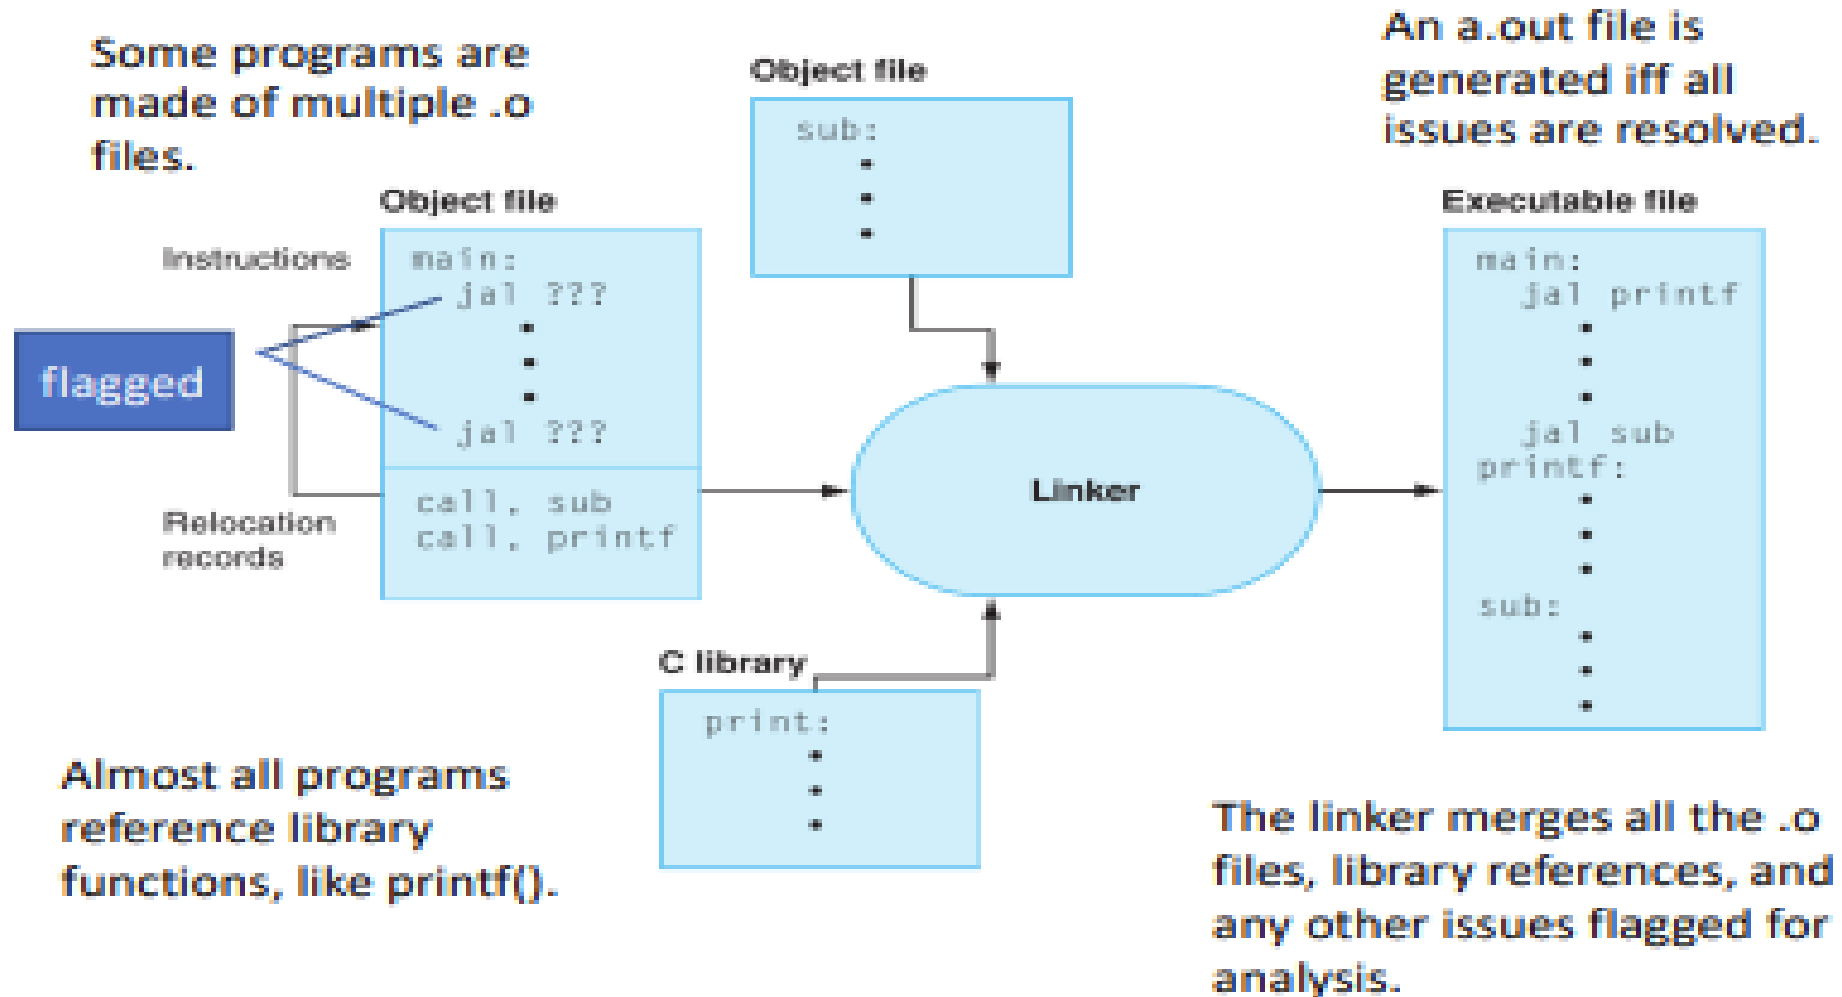 Some programs are
made of multiple .o
files.
Object file
sub:
An a.out file is
generated iff all
issues are resolved.
Object file
Instructions
main:
jal ???
jal ???
flagged
Relocation
records
call, sub
call, printf
Linker
Executable file
main:
jal printf
jal sub
printf:
sub:
C library
print:
Almost all programs
reference library
functions, like printf().
The linker merges all the .o
files, library references, and
any other issues flagged for
analysis.